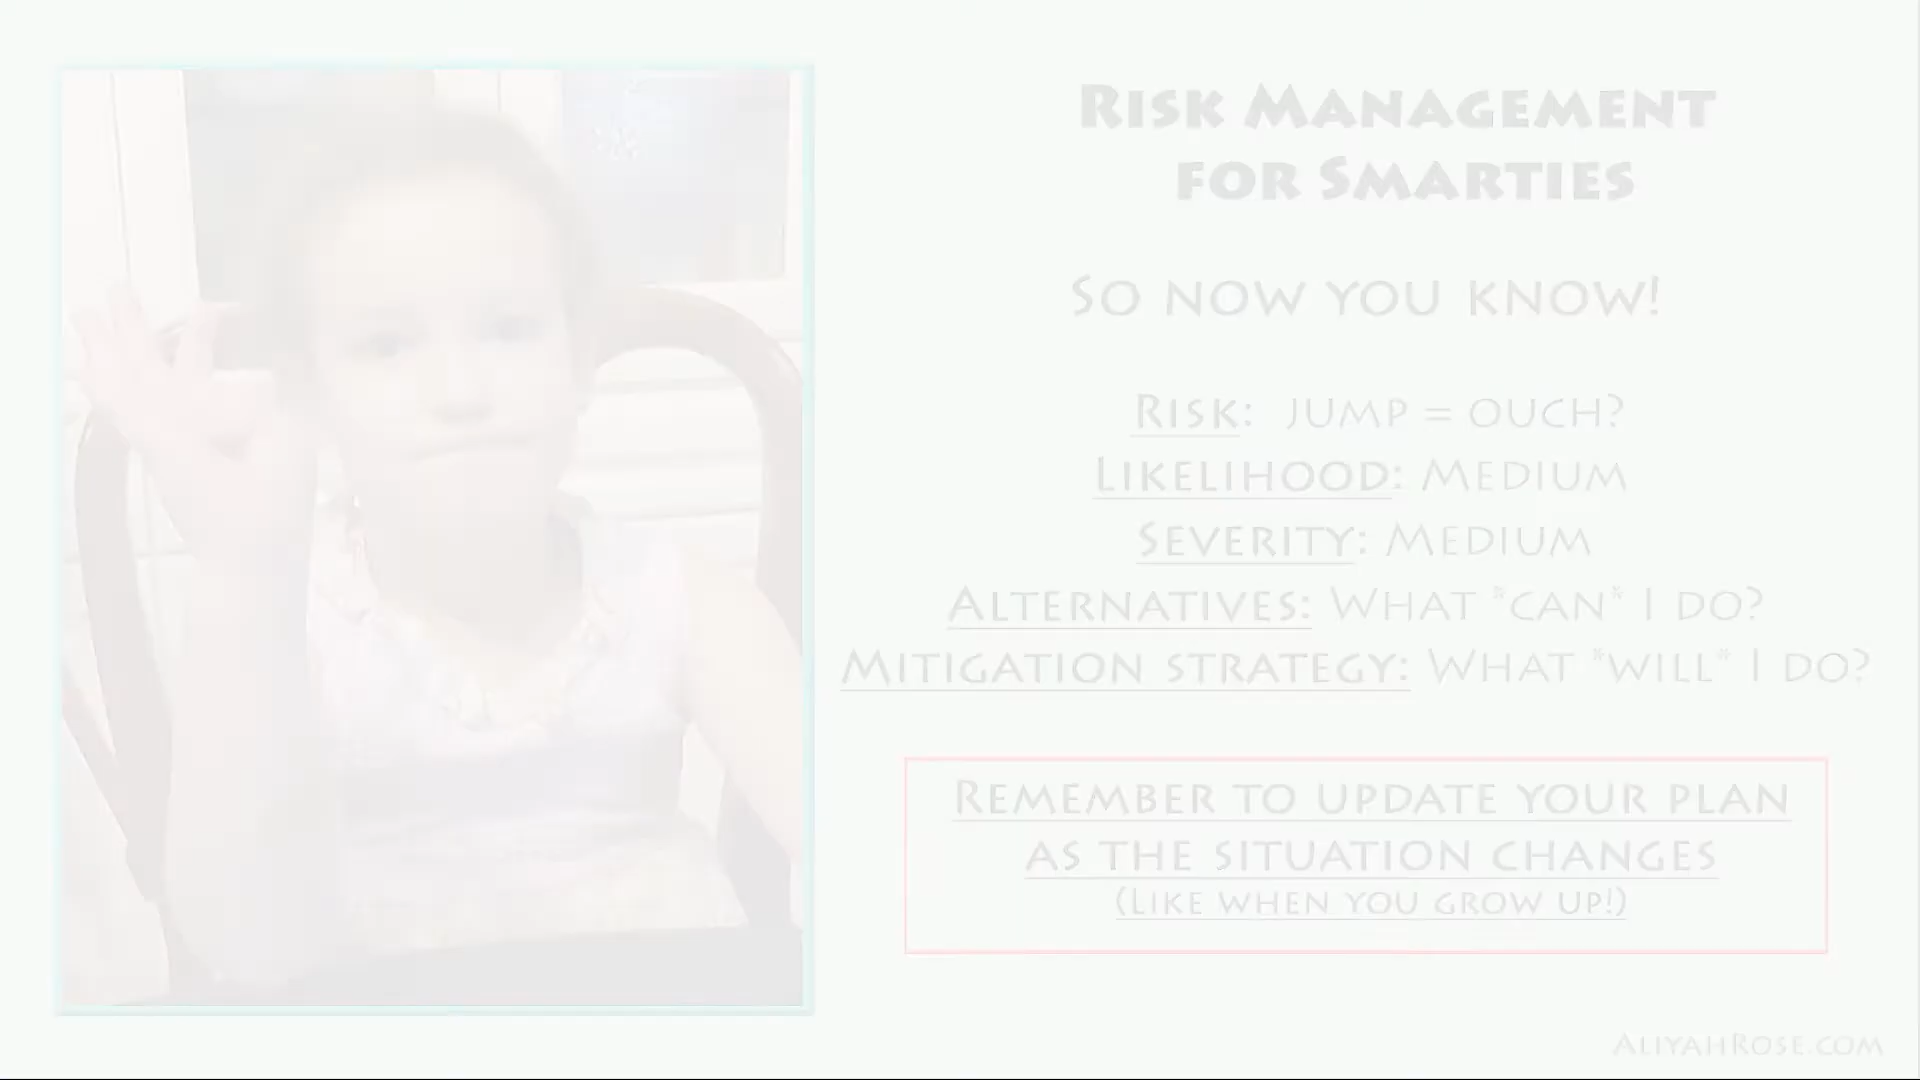 Risk Management
for Smarties
So now you know!
Risk: jump = ouch?
Likelihood: Medium
Severity: Medium
Alternatives: What *can* I do?
Mitigation strategy: What *will* I do?
Remember to update your plan
as the situation changes
(Like when you grow up!)
AliyahRose.com